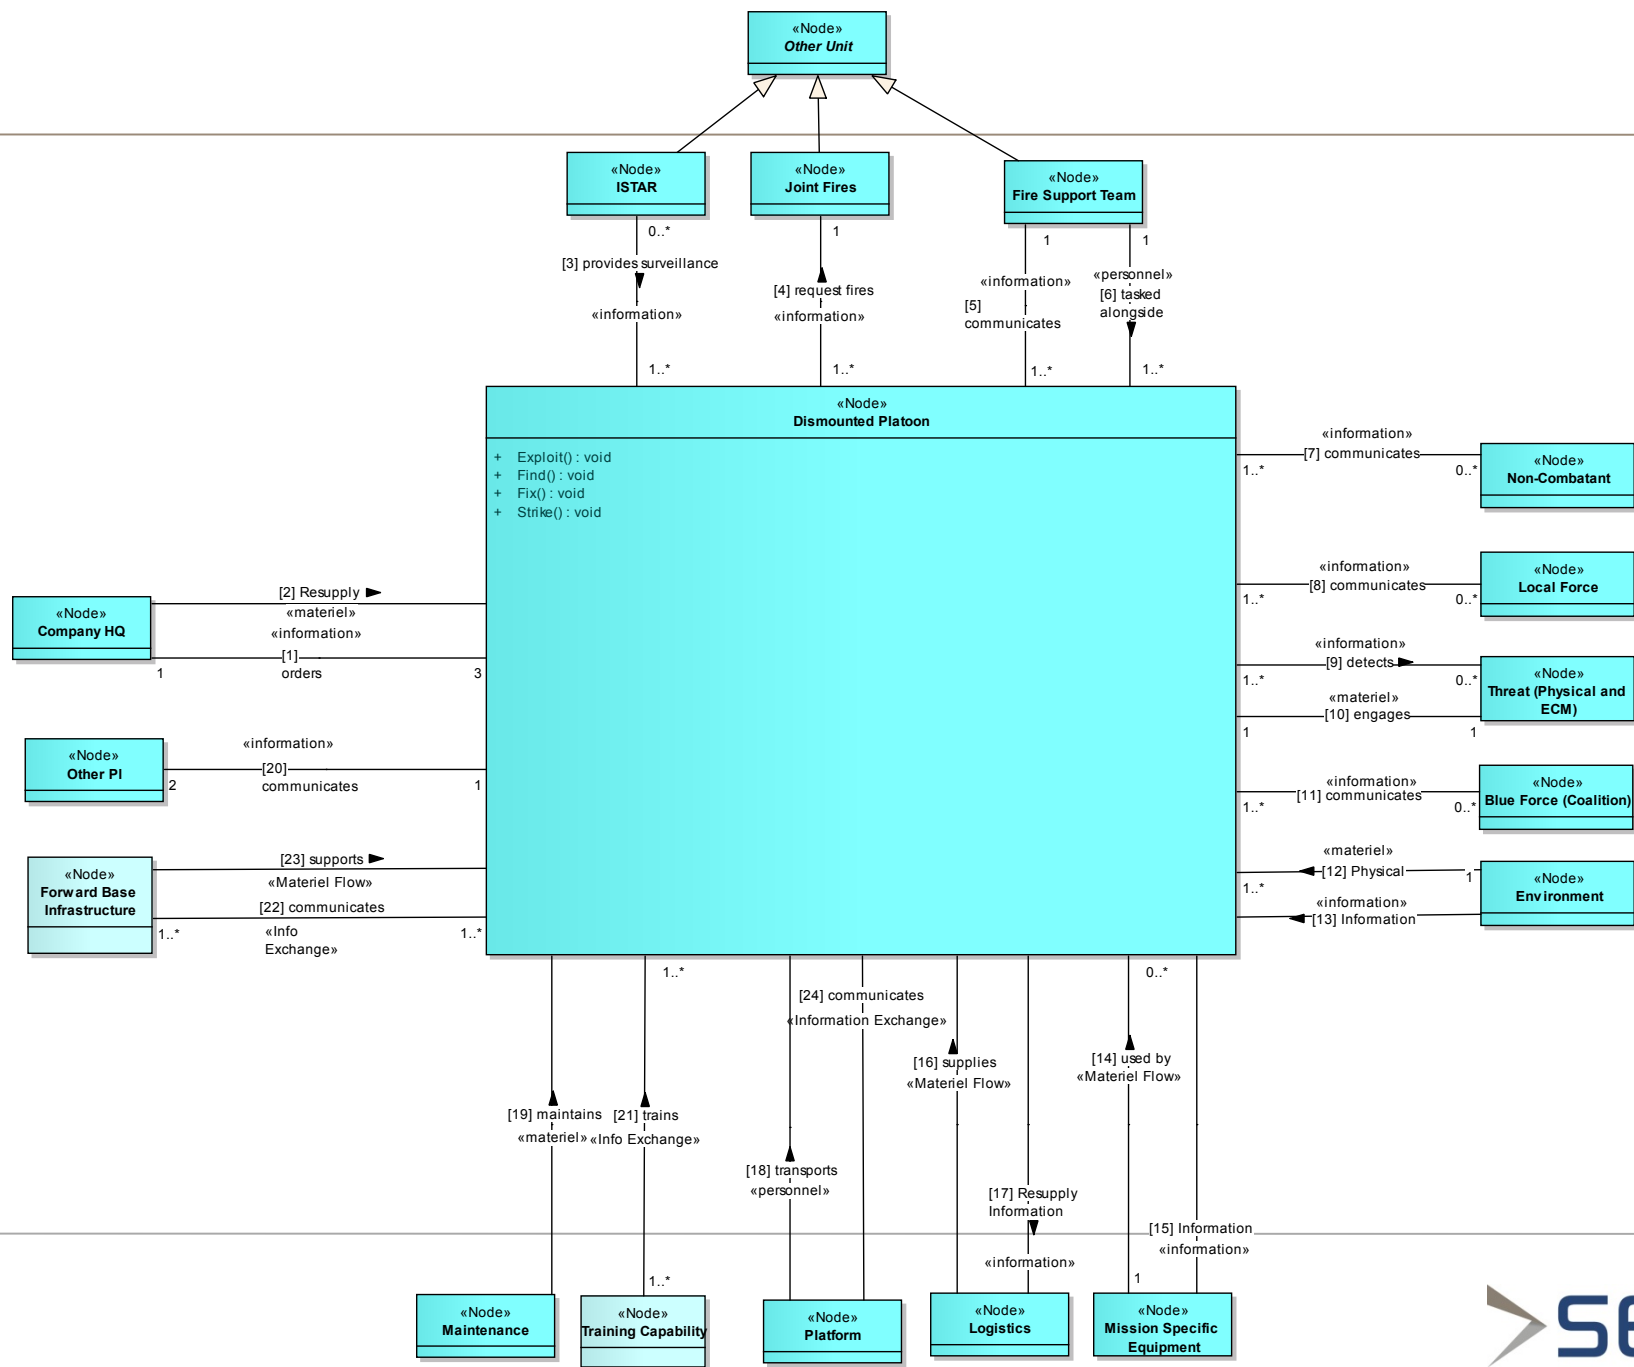 «Node»
Other Unit
«Node»
ISTAR
«Node»
Joint Fires
«Node»
Fire Support Team
0..*
1
1
1
[3] provides surveillance
«information»
[4] request fires
«information»
«information»
[5]
communicates
«personnel»
[6] tasked
alongside
1..*
1..*
1..*
1..*
«Node»
Dismounted Platoon
+ Exploit() : void
+ Find() : void
+ Fix() : void
+ Strike() : void
«information»
[7] communicates
1..*
0..*
«Node»
Non-Combatant
«information»
[8] communicates
1..*
0..*
«Node»
Local Force
«Node»
Company HQ
[2] Resupply
«materiel»
«information»
[1]
orders
1
3
«information»
[9] detects
1..*
0..*
«materiel»
[10] engages
1
1
«Node»
Threat (Physical and
ECM)
«Node»
Other Pl
«information»
[20]
communicates
2
1
«information»
[11] communicates
1..*
0..*
«Node»
Blue Force (Coalition)
«Node»
Forward Base
Infrastructure
[23] supports
«Materiel Flow»
[22] communicates
«Info
Exchange»
1..*
1..*
«materiel»
[12] Physical
1..*
1
«information»
[13] Information
«Node»
Environment
1..*
0..*
[24] communicates
«Information Exchange»
[16] supplies
«Materiel Flow»
[14] used by
«Materiel Flow»
[19] maintains
«materiel»
[21] trains
«Info Exchange»
[18] transports
«personnel»
[17] Resupply
Information
«information»
[15] Information
«information»
1..*
1
«Node»
Maintenance
«Node»
Training Capability
«Node»
Platform
«Node»
Logistics
«Node»
Mission Specific
Equipment